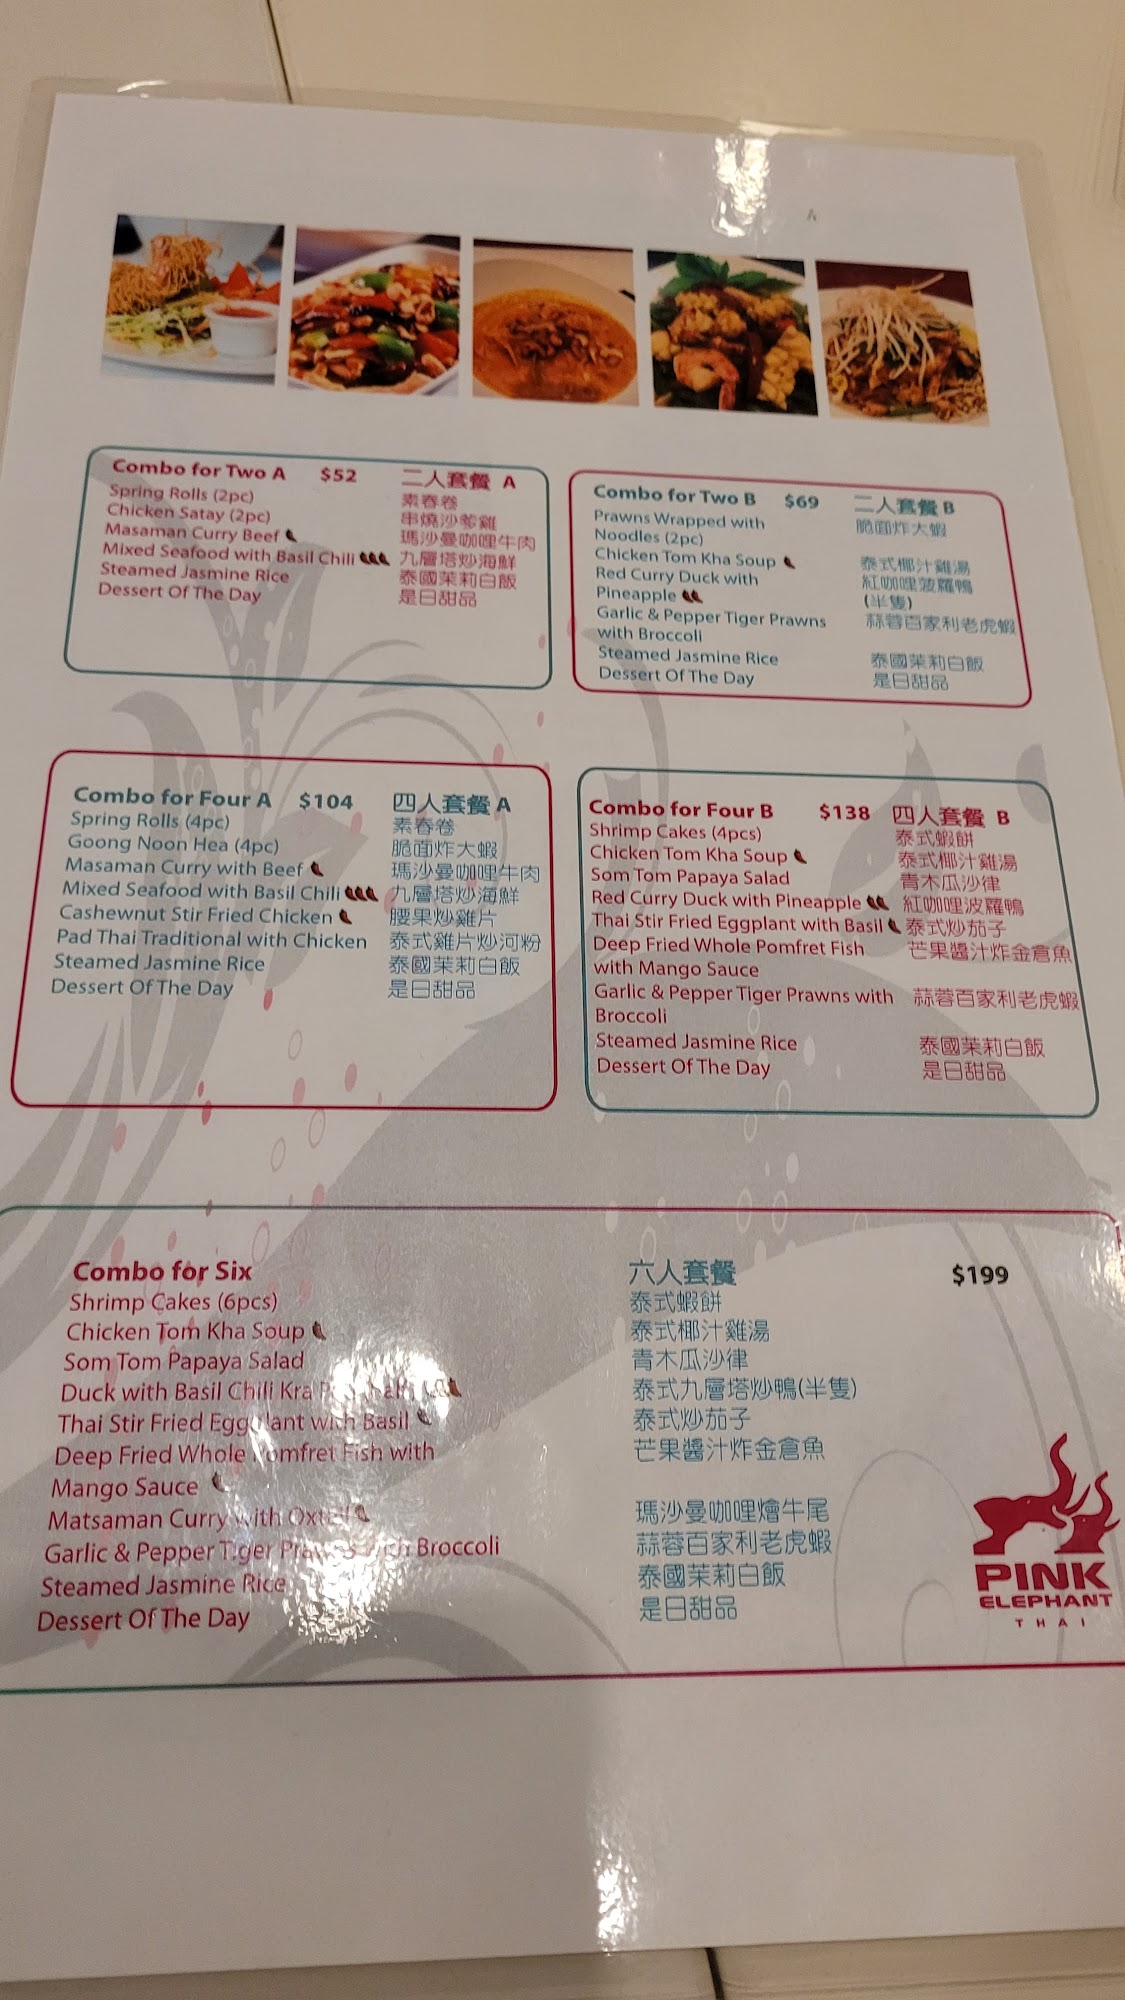 Combo for Two A $52 二人套餐 A
Spring Rolls (2pc) 素春卷
Chicken Satay (2pc) 串燒沙爹雞
Masaman Curry Beef 瑪沙曼咖哩牛肉
Mixed Seafood with Basil Chili 九層塔炒海鮮
Steamed Jasmine Rice 泰國茉莉白飯
Dessert Of The Day 是日甜品
Combo for Two B $69 二人套餐 B
Prawns Wrapped with 脆面炸大蝦
Noodles (2pc)
Chicken Tom Kha Soup 泰式椰汁雞湯
Red Curry Duck with 紅咖哩菠蘿鴨
Pineapple (半隻)
Garlic & Pepper Tiger Prawns 蒜蓉百家利老虎蝦
with Broccoli
Steamed Jasmine Rice 泰國茉莉白飯
Dessert Of The Day 是日甜品
Combo for Four A $104 四人套餐 A
Spring Rolls (4pc) 素春卷
Goong Noon Hea (4pc) 脆面炸大蝦
Masaman Curry with Beef 瑪沙曼咖哩牛肉
Mixed Seafood with Basil Chili 九層塔炒海鮮
Cashewnut Stir Fried Chicken 腰果炒雞片
Pad Thai Traditional with Chicken 泰式雞片炒河粉
Steamed Jasmine Rice 泰國茉莉白飯
Dessert Of The Day 是日甜品
Combo for Four B $138 四人套餐 B
Shrimp Cakes (4pcs) 泰式蝦餅
Chicken Tom Kha Soup 泰式椰汁雞湯
Som Tom Papaya Salad 青木瓜沙律
Red Curry Duck with Pineapple 紅咖哩波蘿鴨
Thai Stir Fried Eggplant with Basil 泰式炒茄子
Deep Fried Whole Pomfret Fish 芒果醬汁炸金倉魚
with Mango Sauce
Garlic & Pepper Tiger Prawns with 蒜蓉百家利老虎蝦
Broccoli
Steamed Jasmine Rice 泰國茉莉白飯
Dessert Of The Day 是日甜品
Combo for Six 六人套餐 $199
Shrimp Cakes (6pcs) 泰式蝦餅
Chicken Tom Kha Soup 泰式椰汁雞湯
Som Tom Papaya Salad 青木瓜沙律
Duck with Basil Chili Kra 泰式九層塔炒鴨(半隻)
Thai Stir Fried Eggplant with Basil 泰式炒茄子
Deep Fried Whole Pomfret Fish with 芒果醬汁炸金倉魚
Mango Sauce
Matsaman Curry with Oxtail 瑪沙曼咖哩燴牛尾
Garlic & Pepper Tiger Prawns with Broccoli 蒜蓉百家利老虎蝦
Steamed Jasmine Rice 泰國茉莉白飯
Dessert Of The Day 是日甜品
PINK
ELEPHANT
THAI